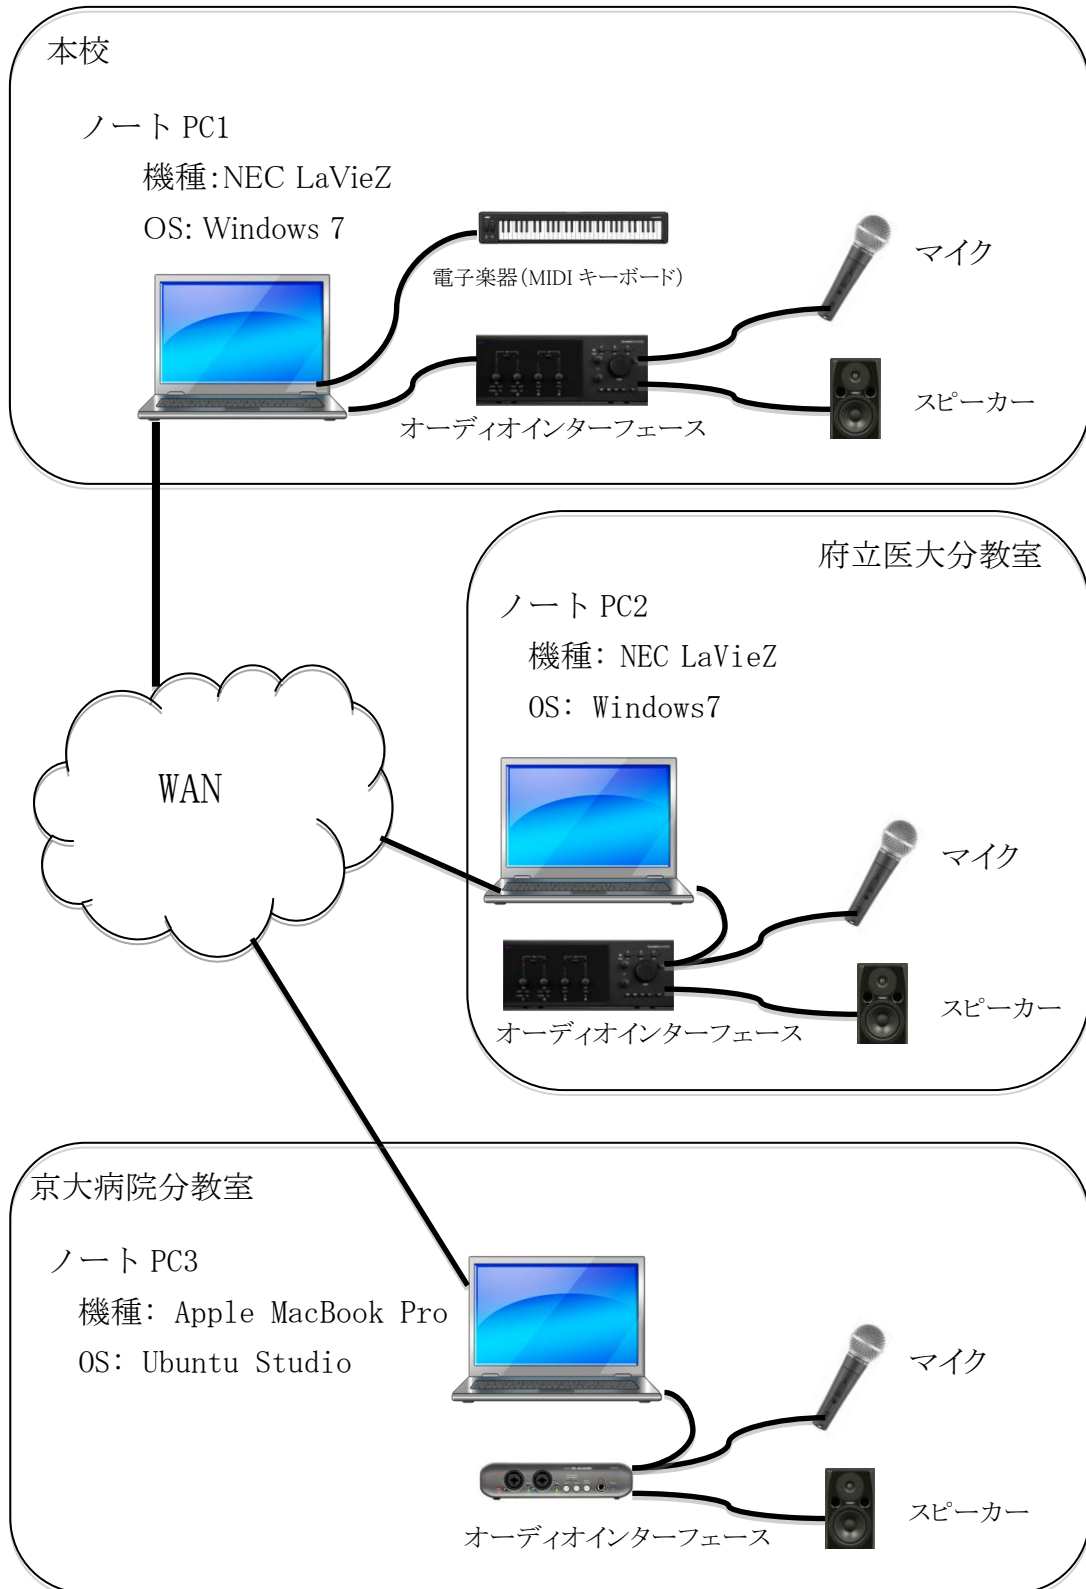 本校
ノート PC1
機種:NEC LaVieZ
OS: Windows 7
電子楽器(MIDI キーボード)
マイク
オーディオインターフェース
スピーカー
府立医大分教室
ノート PC2
機種: NEC LaVieZ
OS: Windows7
WAN
マイク
スピーカー
オーディオインターフェース
京大病院分教室
ノート PC3
機種: Apple MacBook Pro
OS: Ubuntu Studio
マイク
スピーカー
オーディオインターフェース